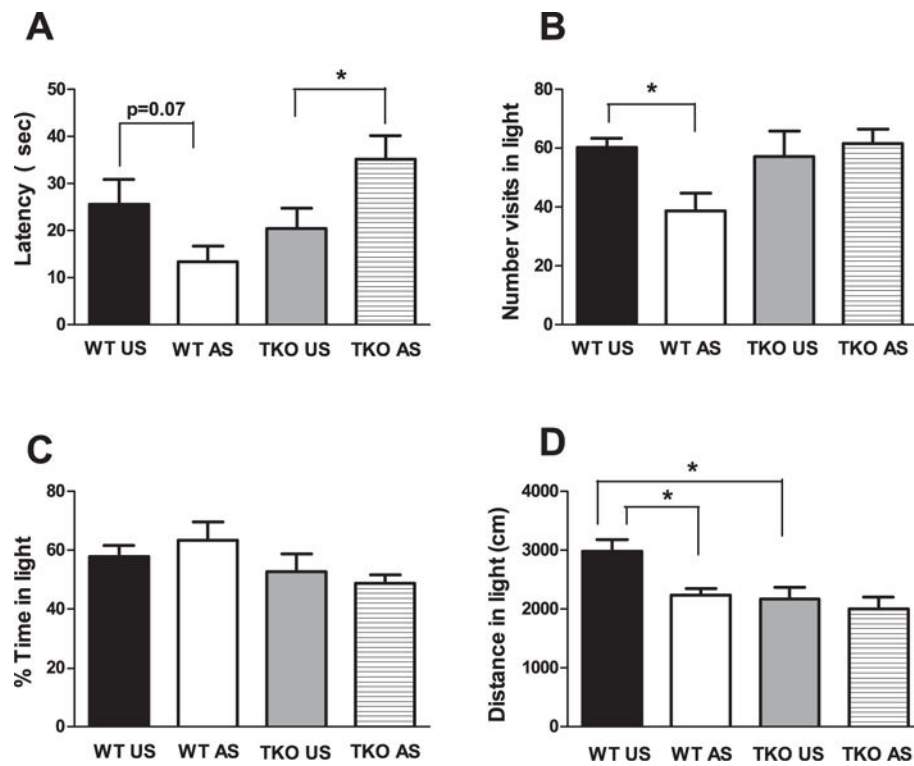 A
Latency ( sec)
50
40
30
20
10
0
p=0.07
*
WT US
WT AS
TKO US
TKO AS
B
Number visits in light
80
60
40
20
0
*
WT US
WT AS
TKO US
TKO AS
C
% Time in light
80
60
40
20
0
WT US
WT AS
TKO US
TKO AS
D
Distance in light (cm)
4000
3000
2000
1000
0
*
*
WT US
WT AS
TKO US
TKO AS